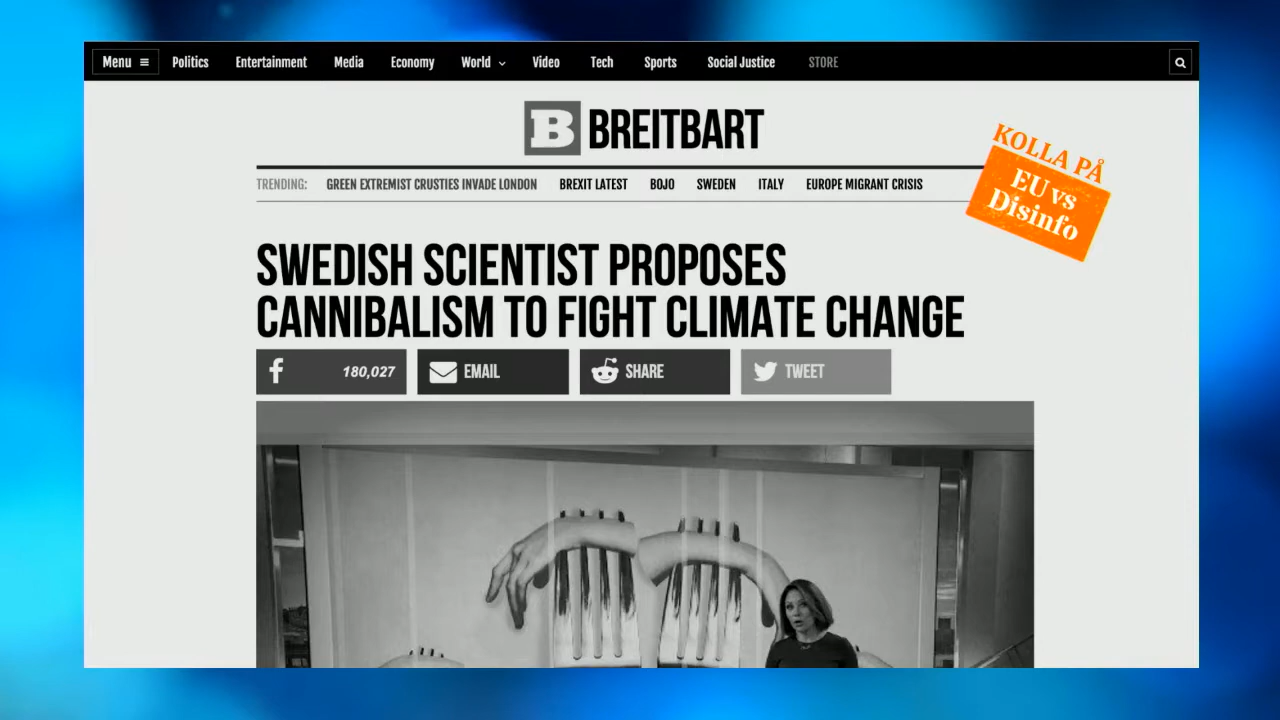 Menu Politics Entertainment Media Economy World Video Tech Sports Social Justice STORE
B BREITBART
KOLLA PÅ
EU vs
Disinfo
TRENDING: GREEN EXTREMIST CRUSTIES INVADE LONDON BREXIT LATEST BOJO SWEDEN ITALY EUROPE MIGRANT CRISIS
SWEDISH SCIENTIST PROPOSES
CANNIBALISM TO FIGHT CLIMATE CHANGE
180,027 EMAIL SHARE TWEET